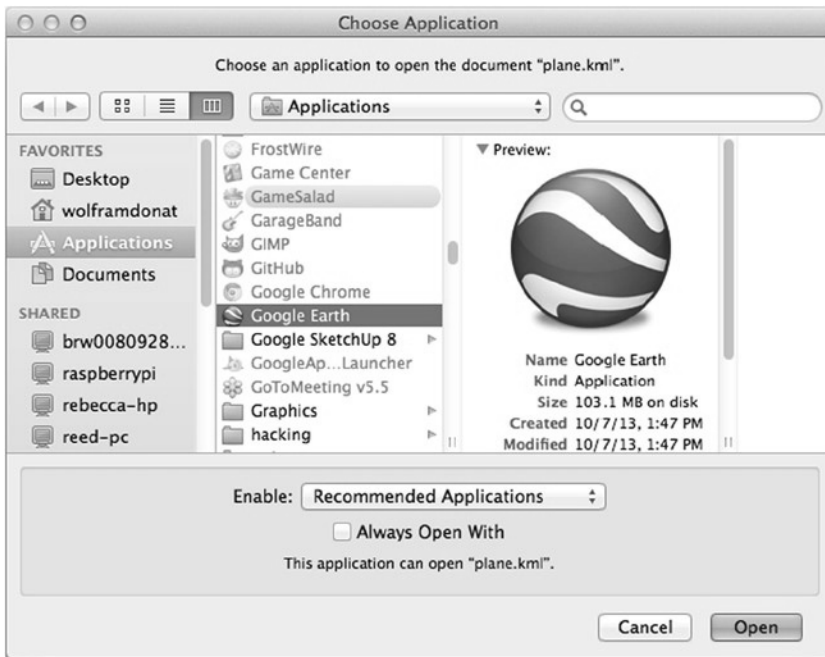 Choose Application
Choose an application to open the document “plane.kml”.
Applications
FAVORITES
Desktop
wolframdonat
Applications
Documents
SHARED
brw0080928...
raspberrypi
rebecca-hp
reed-pc
FrostWire
Game Center
GameSalad
GarageBand
GIMP
GitHub
Google Chrome
Google Earth
Google SketchUp 8
GoogleAp...Launcher
GoToMeeting v5.5
Graphics
hacking
Preview:
Name Google Earth
Kind Application
Size 103.1 MB on disk
Created 10/7/13, 1:47 PM
Modified 10/7/13, 1:47 PM
Enable: Recommended Applications
Always Open With
This application can open “plane.kml”.
Cancel Open